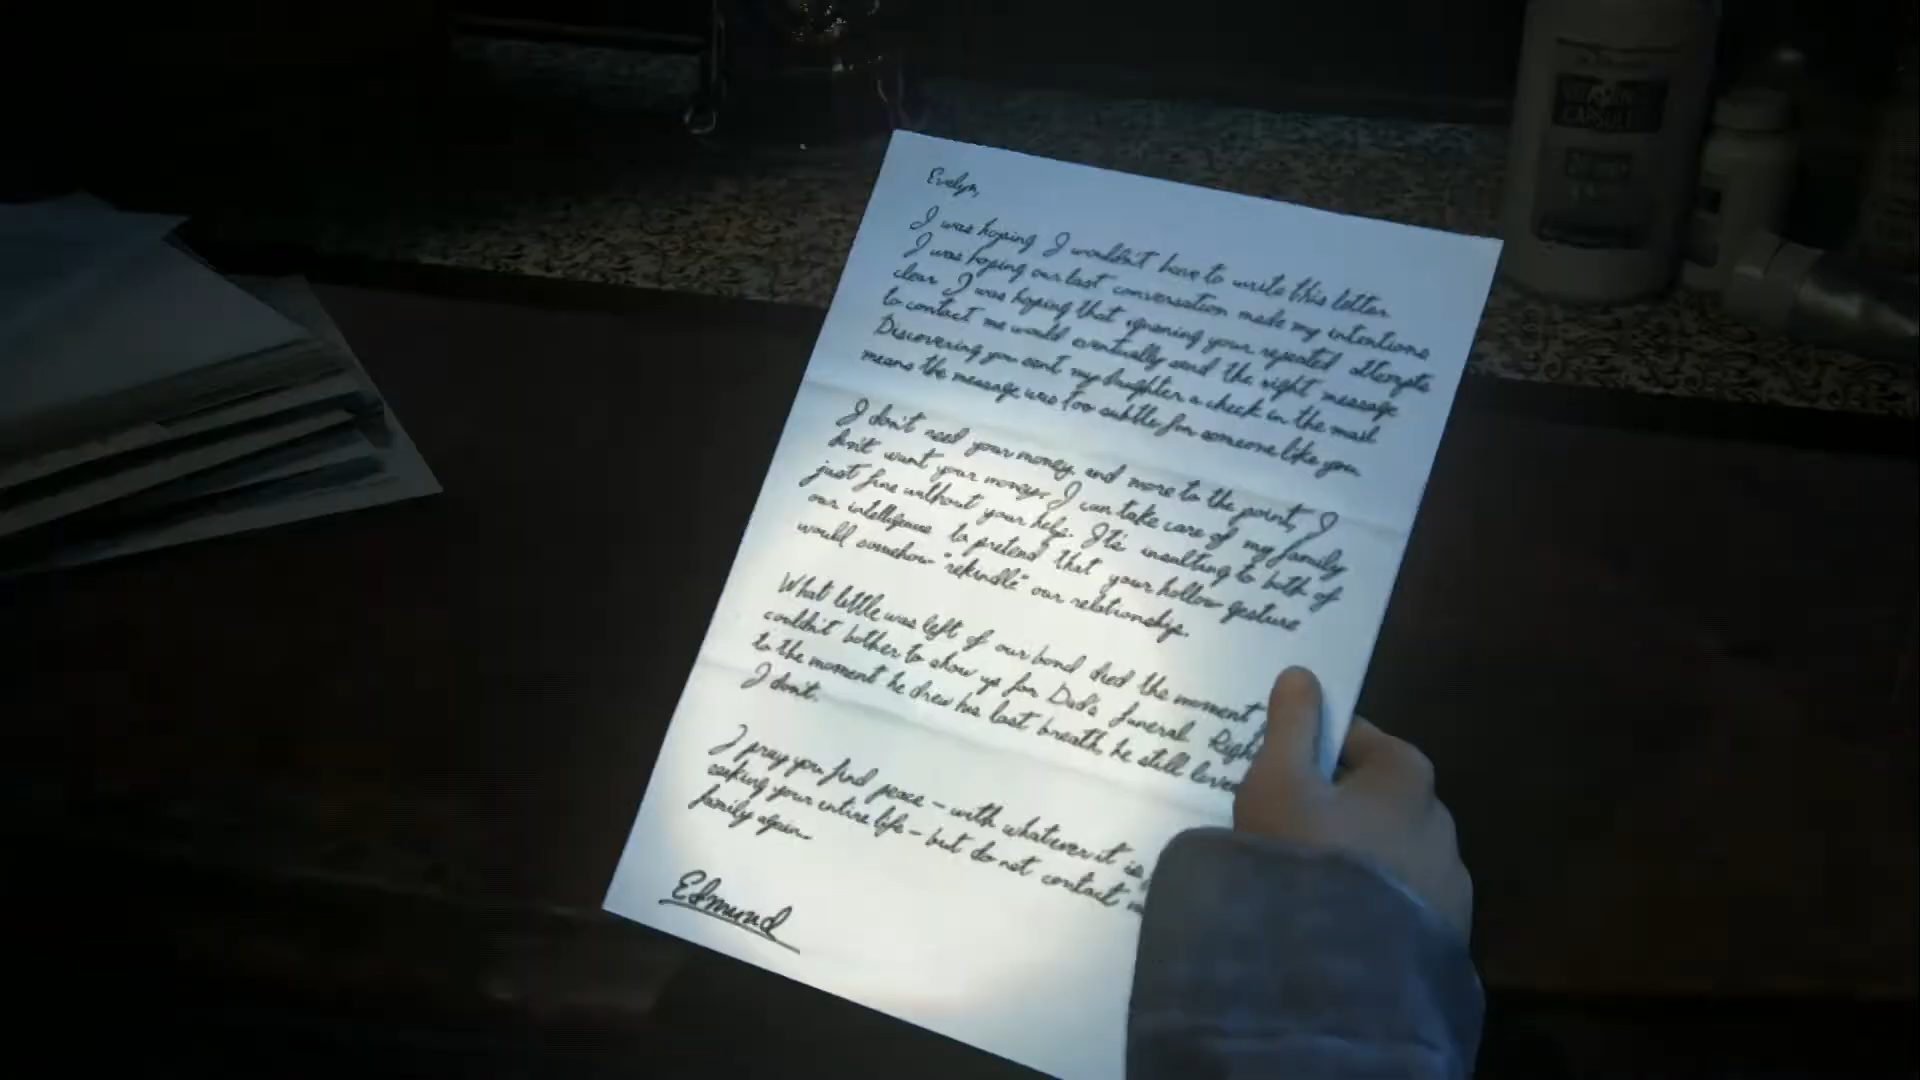 Evelyn,
I was hoping I wouldn't have to write this letter.
I was hoping our last conversation made my intentions
clear. I was hoping that ignoring your repeated attempts
to contact me would eventually send the right message
Discovering you sent my daughter a check in the mail
means the message was too subtle for someone like you.
I don't need your money, and more to the point, I
don't want your money. I can take care of my family
just fine without your help. It's insulting to both of
our intelligence to pretend that your hollow gesture
would somehow "rekindle" our relationship.
What little was left of our bond died the moment
couldn't bother to show up for Dad's funeral. Righ
to the moment he drew his last breath, he still love
I don't.
I pray you find peace - with whatever it is
seeking your entire life - but do not contact m
family again.
Edmund